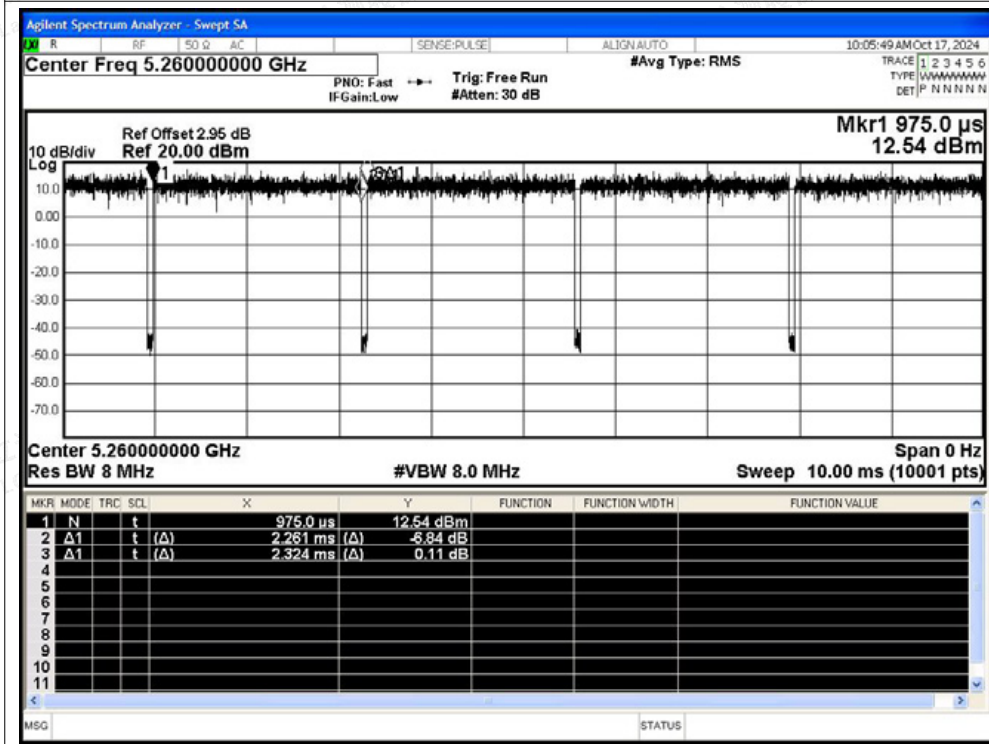 Agilent Spectrum Analyzer - Swept SA
LXI R RF 50 Ω AC SENSE:PULSE ALIGN AUTO 10:05:49 AM Oct 17, 2024
Center Freq 5.260000000 GHz #Avg Type: RMS TRACE 1 2 3 4 5 6
PNO: Fast Trig: Free Run TYPE WWWWWW
IFGain:Low #Atten: 30 dB DET P N N N N N
Mkr1 975.0 µs
12.54 dBm
Ref Offset 2.95 dB
10 dB/div Ref 20.00 dBm
Log
1
10.0
0.00
-10.0
-20.0
-30.0
-40.0
-50.0
-60.0
-70.0
Center 5.260000000 GHz Span 0 Hz
Res BW 8 MHz #VBW 8.0 MHz Sweep 10.00 ms (10001 pts)
MKR MODE TRC SCL X Y FUNCTION FUNCTION WIDTH FUNCTION VALUE
1 N t 975.0 µs 12.54 dBm
2 Δ1 t (Δ) 2.261 ms (Δ) -6.84 dB
3 Δ1 t (Δ) 2.324 ms (Δ) 0.11 dB
4
5
6
7
8
9
10
11
MSG STATUS